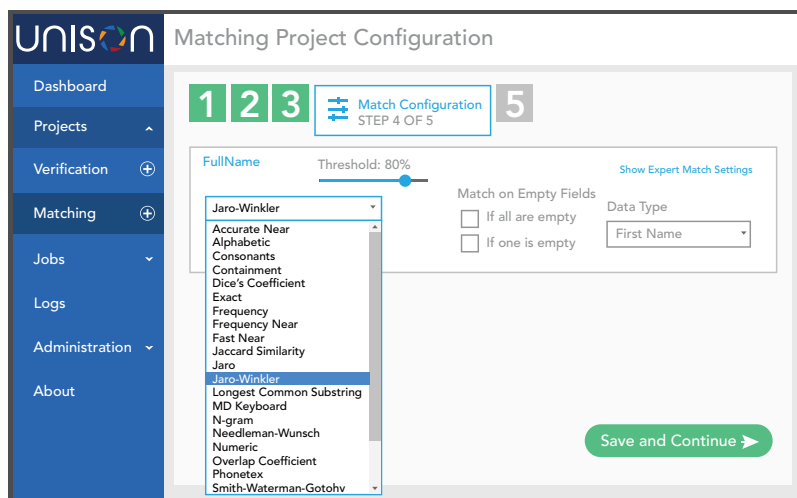 UNISON
Matching Project Configuration
Dashboard
Projects
Verification
Matching
Jobs
Logs
Administration
About
1 2 3
Match Configuration
STEP 4 OF 5
5
FullName
Threshold: 80%
Show Expert Match Settings
Jaro-Winkler
Match on Empty Fields
If all are empty
If one is empty
Data Type
First Name
Accurate Near
Alphabetic
Consonants
Containment
Dice's Coefficient
Exact
Frequency
Frequency Near
Fast Near
Jaccard Similarity
Jaro
Jaro-Winkler
Longest Common Substring
MD Keyboard
N-gram
Needleman-Wunsch
Numeric
Overlap Coefficient
Phonetex
Smith-Waterman-Gotohv
Save and Continue